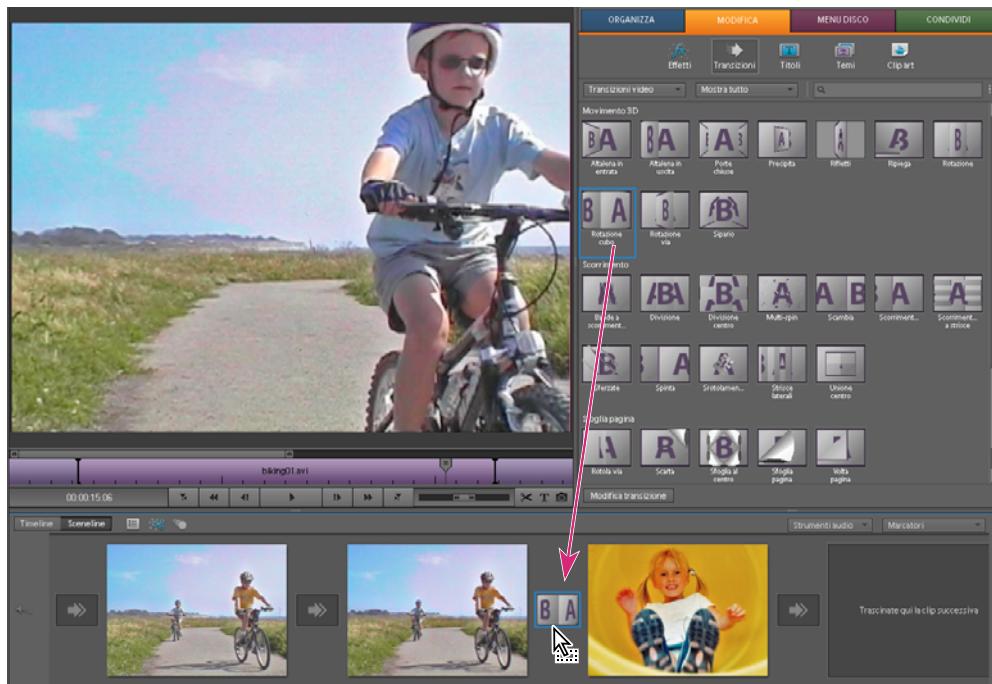 ORGANIZZA
MODIFICA
MENU DISCO
CONDIVIDI
Effetti
Transizioni
Titoli
Temi
Clip art
Transizioni video
Mostra tutto
Movimento 3D
Altalena in entrata
Altalena in uscita
Porte chiuse
Precipita
Rifletti
Ripiega
Rotazione
Rotazione cubo
Rotazione via
Sipario
Scorrimento
Divisione
Divisione centro
Multi-spin
Scambia
Scorriment...
Scorriment... a strisce
Spinta
Srotolamen...
Strisce laterali
Unione centro
Sfoglia pagina
Rotola via
Scarta
Sfoglia al centro
Sfoglia pagina
Volta pagina
Modifica transizione
biking01.avi
00:00:15:06
Timeline
Sceneline
Strumenti audio
Marcatori
B A
Trascinate qui la clip successiva